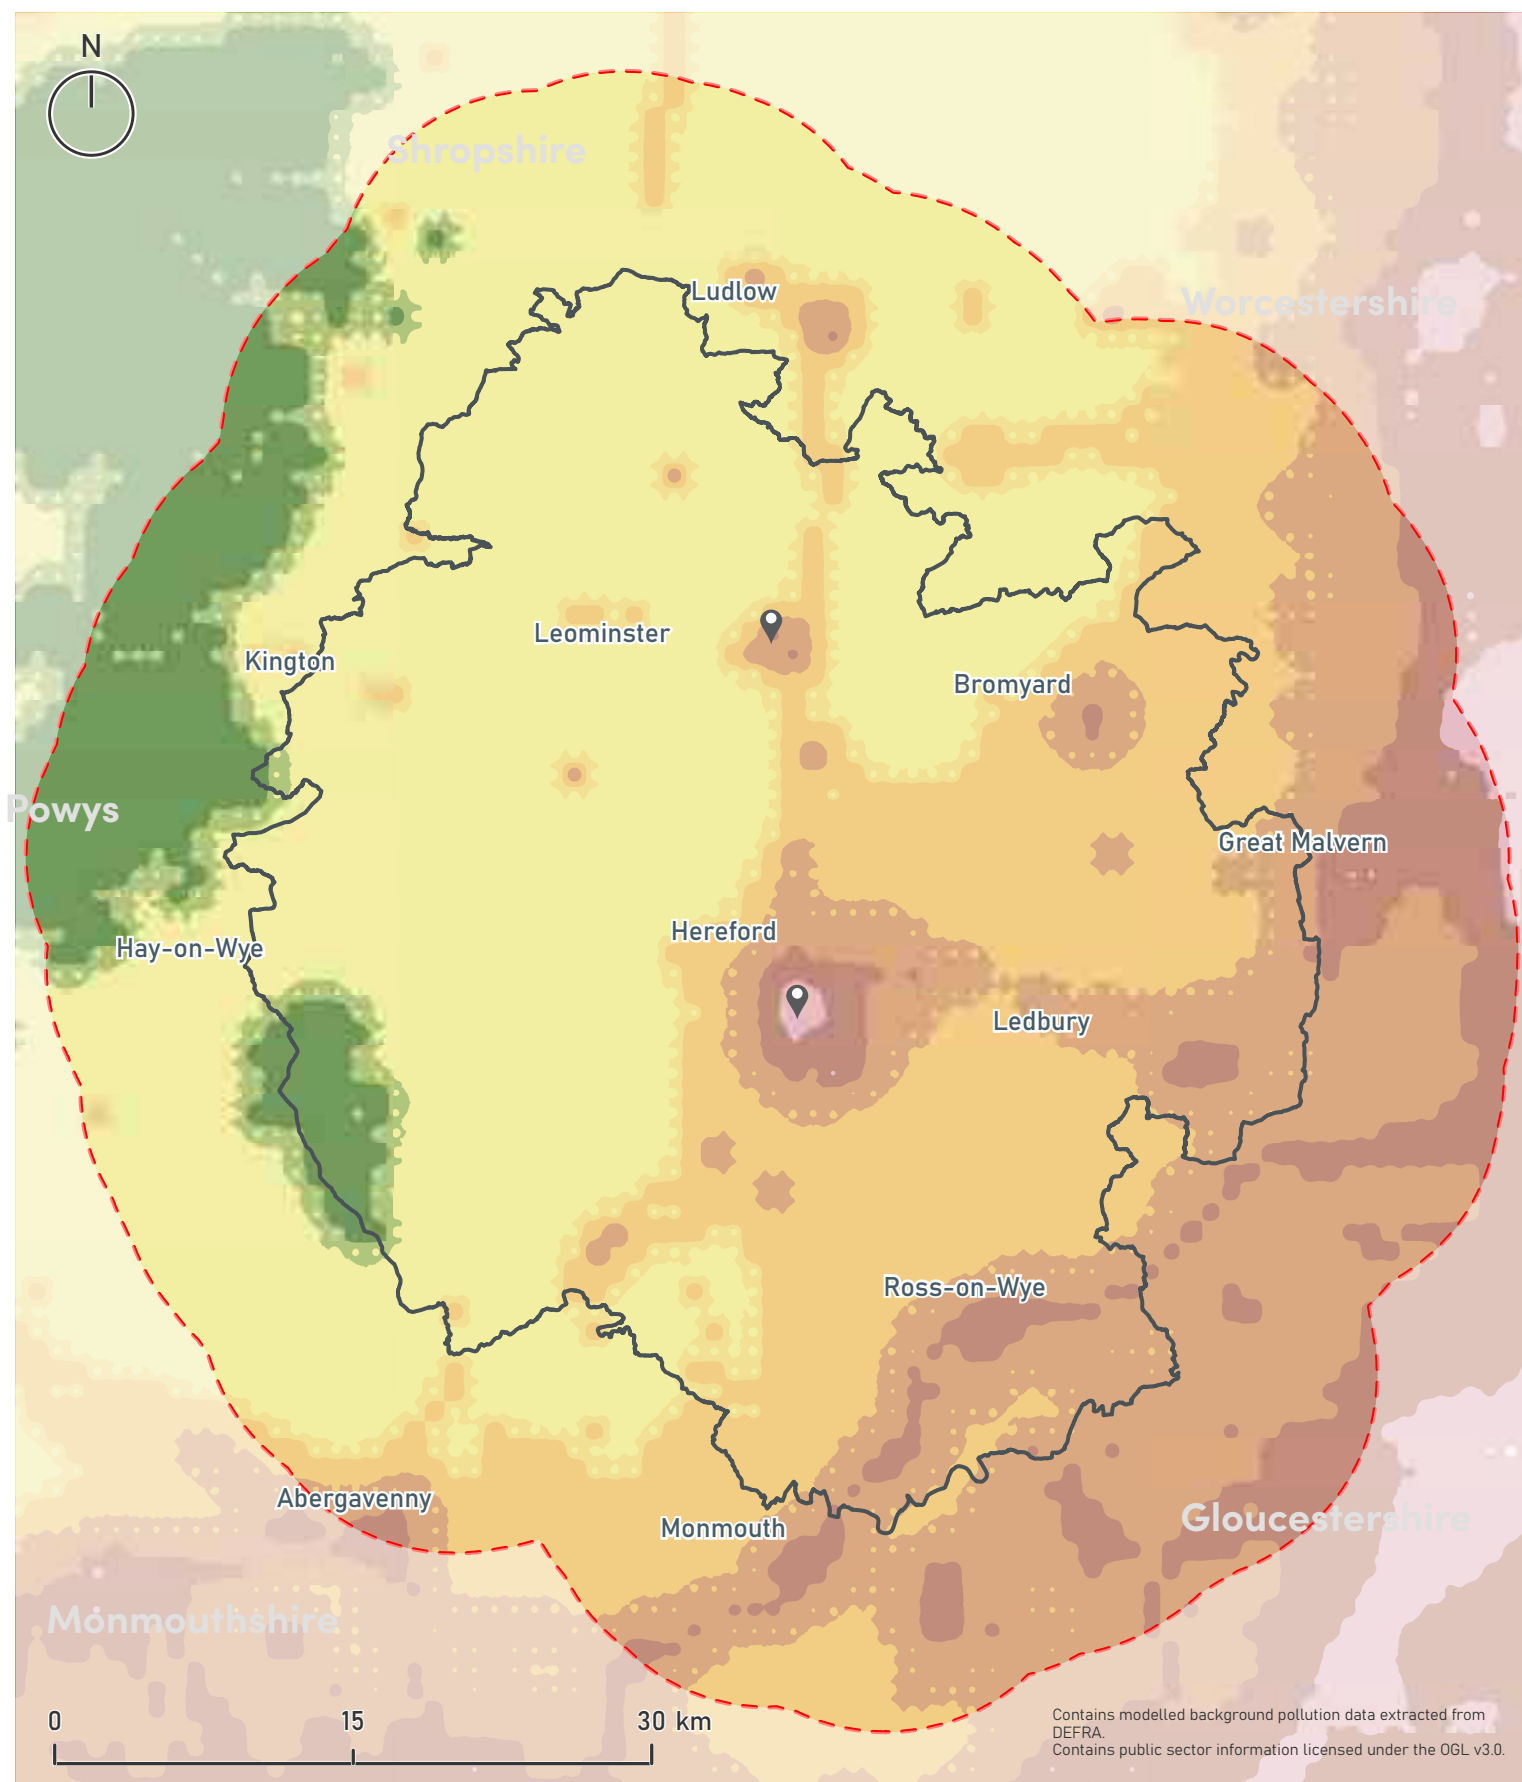 N
Shropshire
Ludlow
Worcestershire
Leominster
Kington
Bromyard
Powys
Great Malvern
Hereford
Hay-on-Wye
Ledbury
Ross-on-Wye
Abergavenny
Monmouth
Gloucestershire
Monmouthshire
0 15 30 km
Contains modelled background pollution data extracted from
DEFRA.
Contains public sector information licensed under the OGL v3.0.